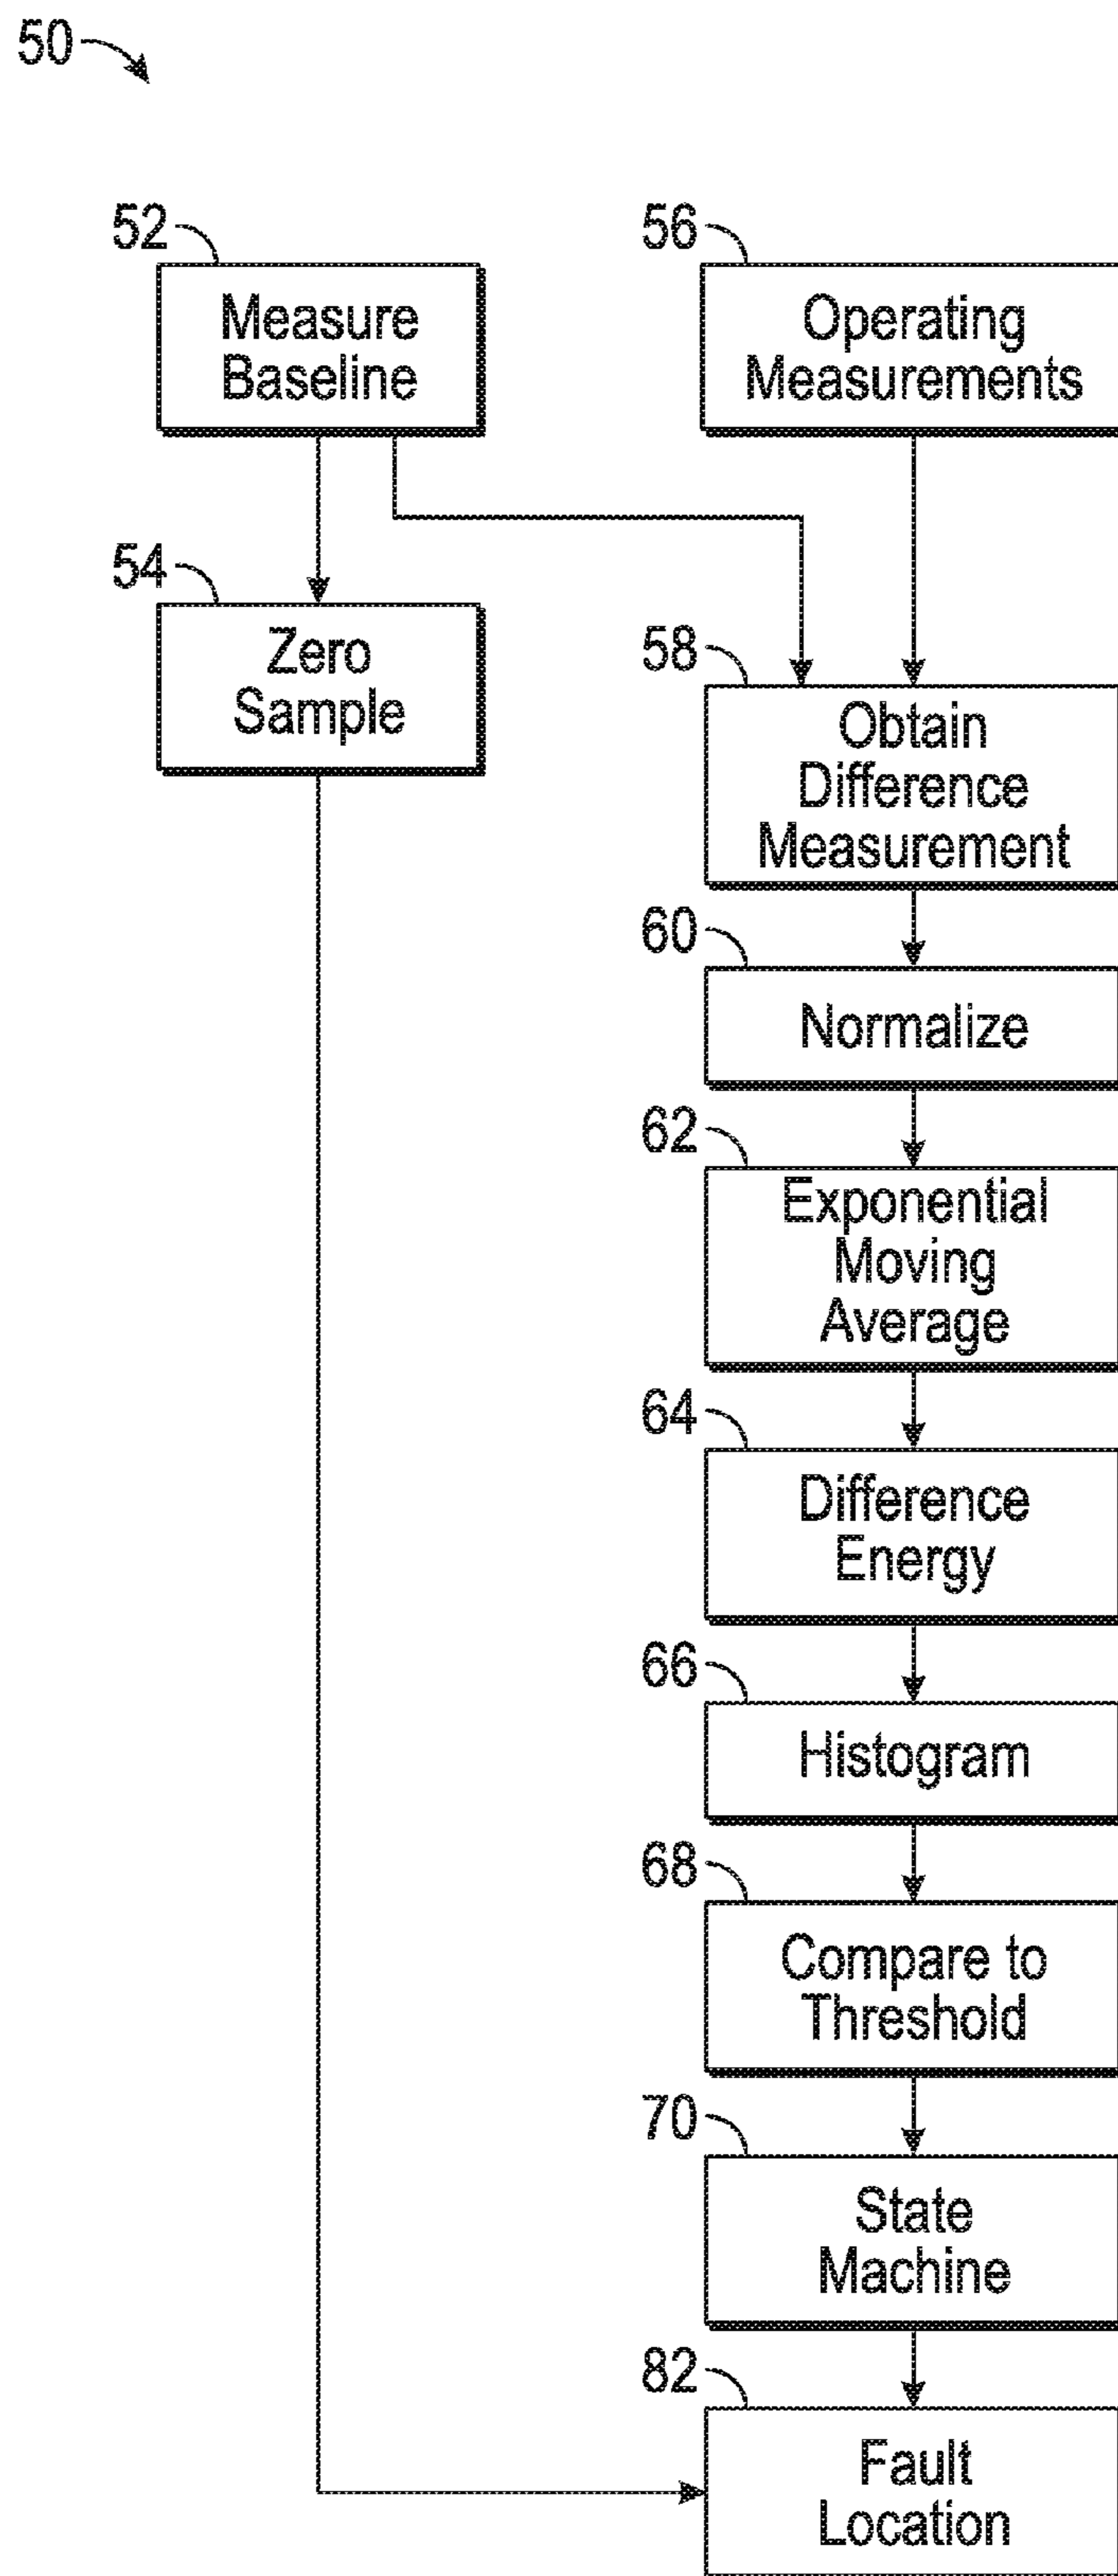 50
52
Measure
Baseline
56
Operating
Measurements
54
Zero
Sample
58
Obtain
Difference
Measurement
60
Normalize
62
Exponential
Moving
Average
64
Difference
Energy
66
Histogram
68
Compare to
Threshold
70
State
Machine
82
Fault
Location